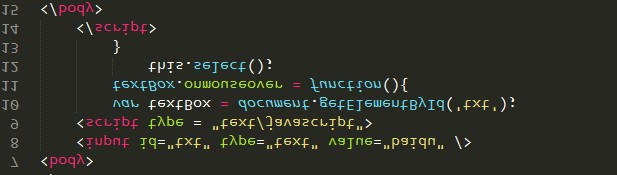 7 <body>
8 <input id="txt" type="text" value="baidu" />
9 <script type = "text/javascript">
10 var textBox = document.getElementById('txt');
11 textBox.onmouseover = function(){
12 this.select();
13 }
14 </script>
15 </body>